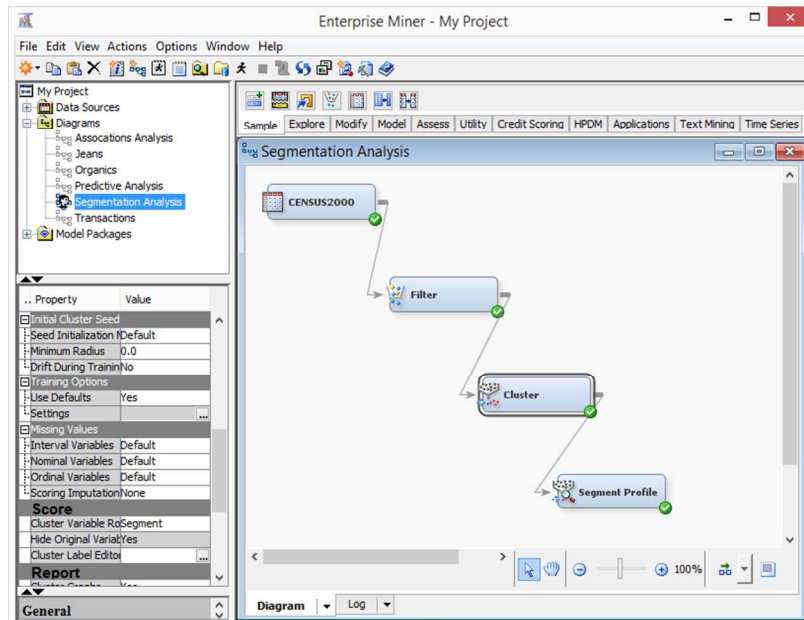 Enterprise Miner - My Project
File Edit View Actions Options Window Help
My Project
Data Sources
Diagrams
Assocations Analysis
Jeans
Organics
Predictive Analysis
Segmentation Analysis
Transactions
Model Packages
Sample Explore Modify Model Assess Utility Credit Scoring HPDM Applications Text Mining Time Series
Segmentation Analysis
CENSUS2000
Filter
Cluster
Segment Profile
.. Property Value
Initial Cluster Seed
Seed Initialization M Default
Minimum Radius 0.0
Drift During Trainin No
Training Options
Use Defaults Yes
Settings ...
Missing Values
Interval Variables Default
Nominal Variables Default
Ordinal Variables Default
Scoring Imputation None
Score
Cluster Variable Ro Segment
Hide Original Variab Yes
Cluster Label Editor ...
Report
General
100%
Diagram Log